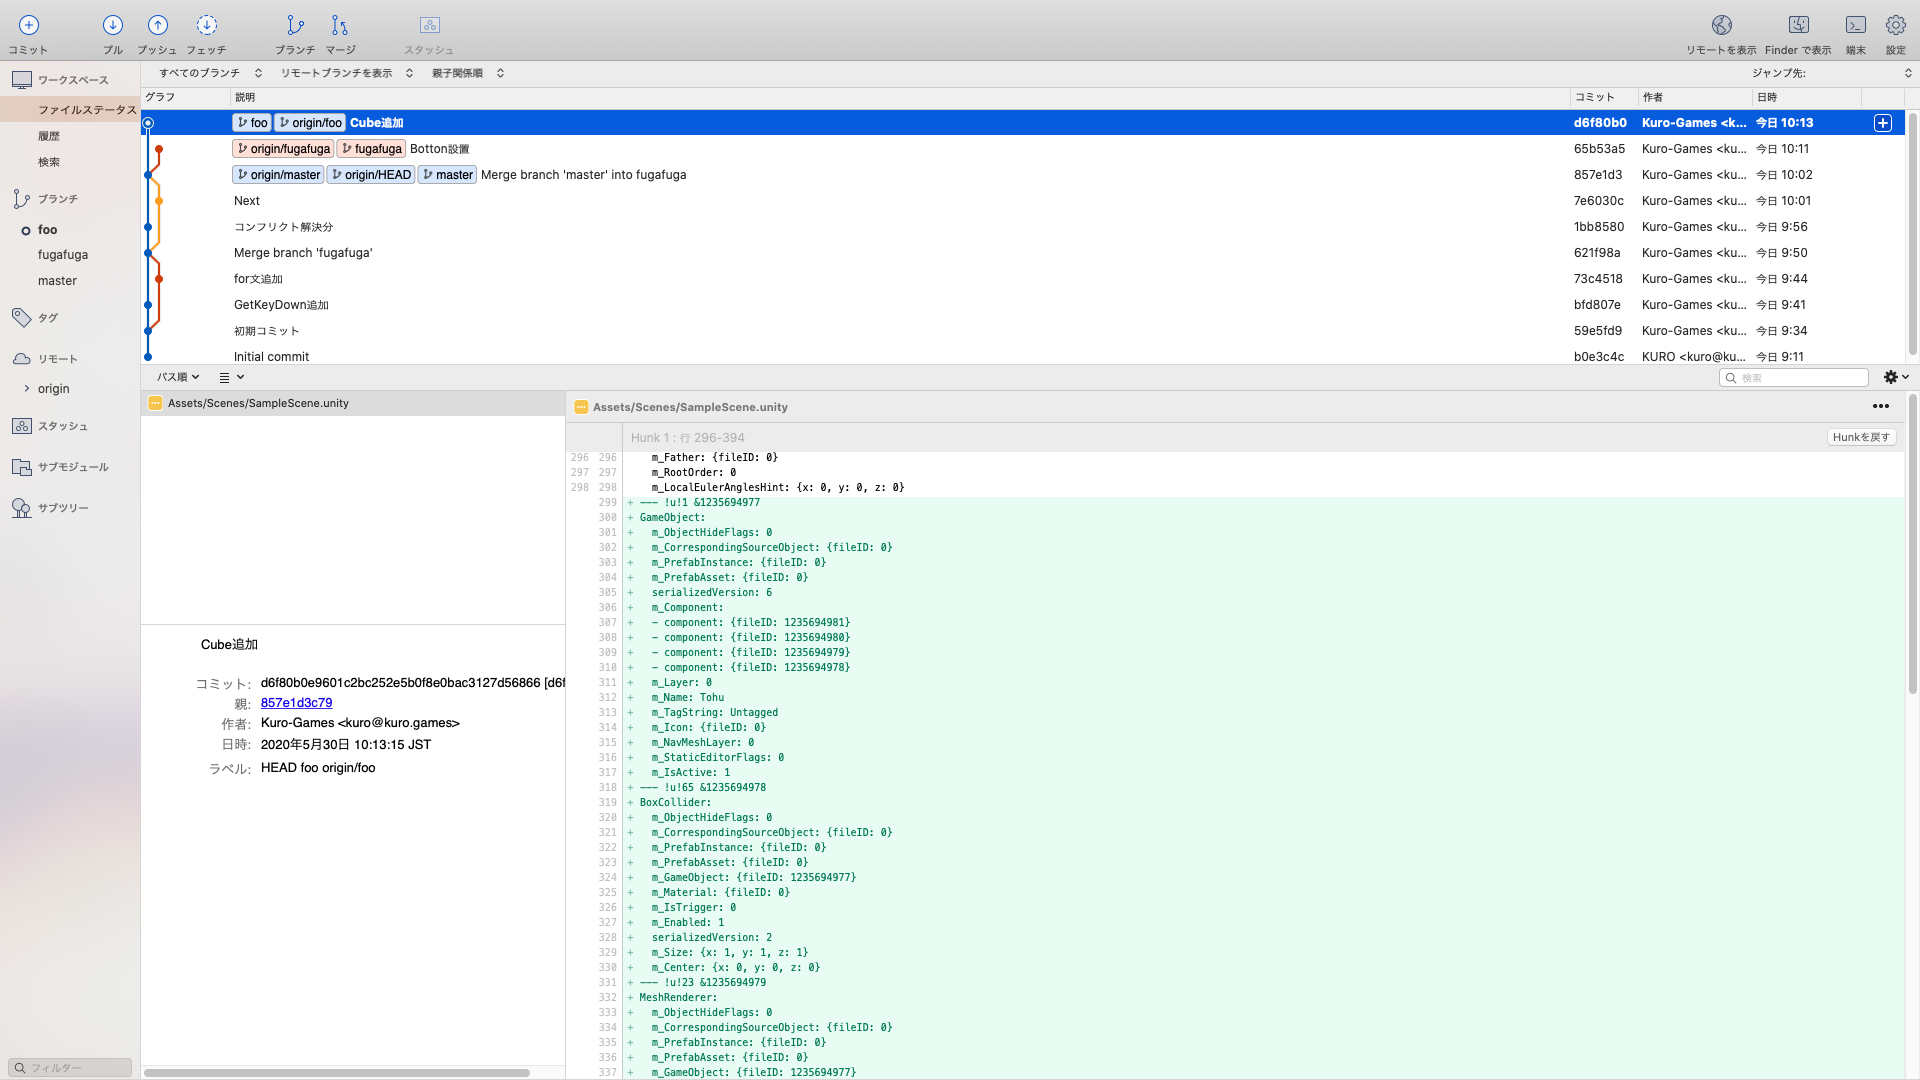 コミット プル プッシュ フェッチ ブランチ マージ スタッシュ リモートを表示 Finder で表示 端末 設定
ワークスペース
ファイルステータス
履歴
検索
ブランチ
foo
fugafuga
master
タグ
リモート
origin
スタッシュ
サブモジュール
サブツリー
フィルター
すべてのブランチ リモートブランチを表示 親子関係順 ジャンプ先:
グラフ 説明 コミット 作者 日時
foo origin/foo Cube追加 d6f80b0 Kuro-Games <k... 今日 10:13
origin/fugafuga fugafuga Botton設置 65b53a5 Kuro-Games <ku... 今日 10:11
origin/master origin/HEAD master Merge branch 'master' into fugafuga 857e1d3 Kuro-Games <ku... 今日 10:02
Next 7e6030c Kuro-Games <ku... 今日 10:01
コンフリクト解決分 1bb8580 Kuro-Games <ku... 今日 9:56
Merge branch 'fugafuga' 621f98a Kuro-Games <ku... 今日 9:50
for文追加 73c4518 Kuro-Games <ku... 今日 9:44
GetKeyDown追加 bfd807e Kuro-Games <ku... 今日 9:41
初期コミット 59e5fd9 Kuro-Games <ku... 今日 9:34
Initial commit b0e3c4c KURO <kuro@ku... 今日 9:11
パス順 検索
Assets/Scenes/SampleScene.unity
Cube追加
コミット: d6f80b0e9601c2bc252e5b0f8e0bac3127d56866 [d6f
親: 857e1d3c79
作者: Kuro-Games <kuro@kuro.games>
日時: 2020年5月30日 10:13:15 JST
ラベル: HEAD foo origin/foo
Assets/Scenes/SampleScene.unity
Hunk 1 : 行 296-394 Hunkを戻す
296 296 m_Father: {fileID: 0}
297 297 m_RootOrder: 0
298 298 m_LocalEulerAnglesHint: {x: 0, y: 0, z: 0}
299 + --- !u!1 &1235694977
300 + GameObject:
301 + m_ObjectHideFlags: 0
302 + m_CorrespondingSourceObject: {fileID: 0}
303 + m_PrefabInstance: {fileID: 0}
304 + m_PrefabAsset: {fileID: 0}
305 + serializedVersion: 6
306 + m_Component:
307 + - component: {fileID: 1235694981}
308 + - component: {fileID: 1235694980}
309 + - component: {fileID: 1235694979}
310 + - component: {fileID: 1235694978}
311 + m_Layer: 0
312 + m_Name: Tohu
313 + m_TagString: Untagged
314 + m_Icon: {fileID: 0}
315 + m_NavMeshLayer: 0
316 + m_StaticEditorFlags: 0
317 + m_IsActive: 1
318 + --- !u!65 &1235694978
319 + BoxCollider:
320 + m_ObjectHideFlags: 0
321 + m_CorrespondingSourceObject: {fileID: 0}
322 + m_PrefabInstance: {fileID: 0}
323 + m_PrefabAsset: {fileID: 0}
324 + m_GameObject: {fileID: 1235694977}
325 + m_Material: {fileID: 0}
326 + m_IsTrigger: 0
327 + m_Enabled: 1
328 + serializedVersion: 2
329 + m_Size: {x: 1, y: 1, z: 1}
330 + m_Center: {x: 0, y: 0, z: 0}
331 + --- !u!23 &1235694979
332 + MeshRenderer:
333 + m_ObjectHideFlags: 0
334 + m_CorrespondingSourceObject: {fileID: 0}
335 + m_PrefabInstance: {fileID: 0}
336 + m_PrefabAsset: {fileID: 0}
337 + m_GameObject: {fileID: 1235694977}